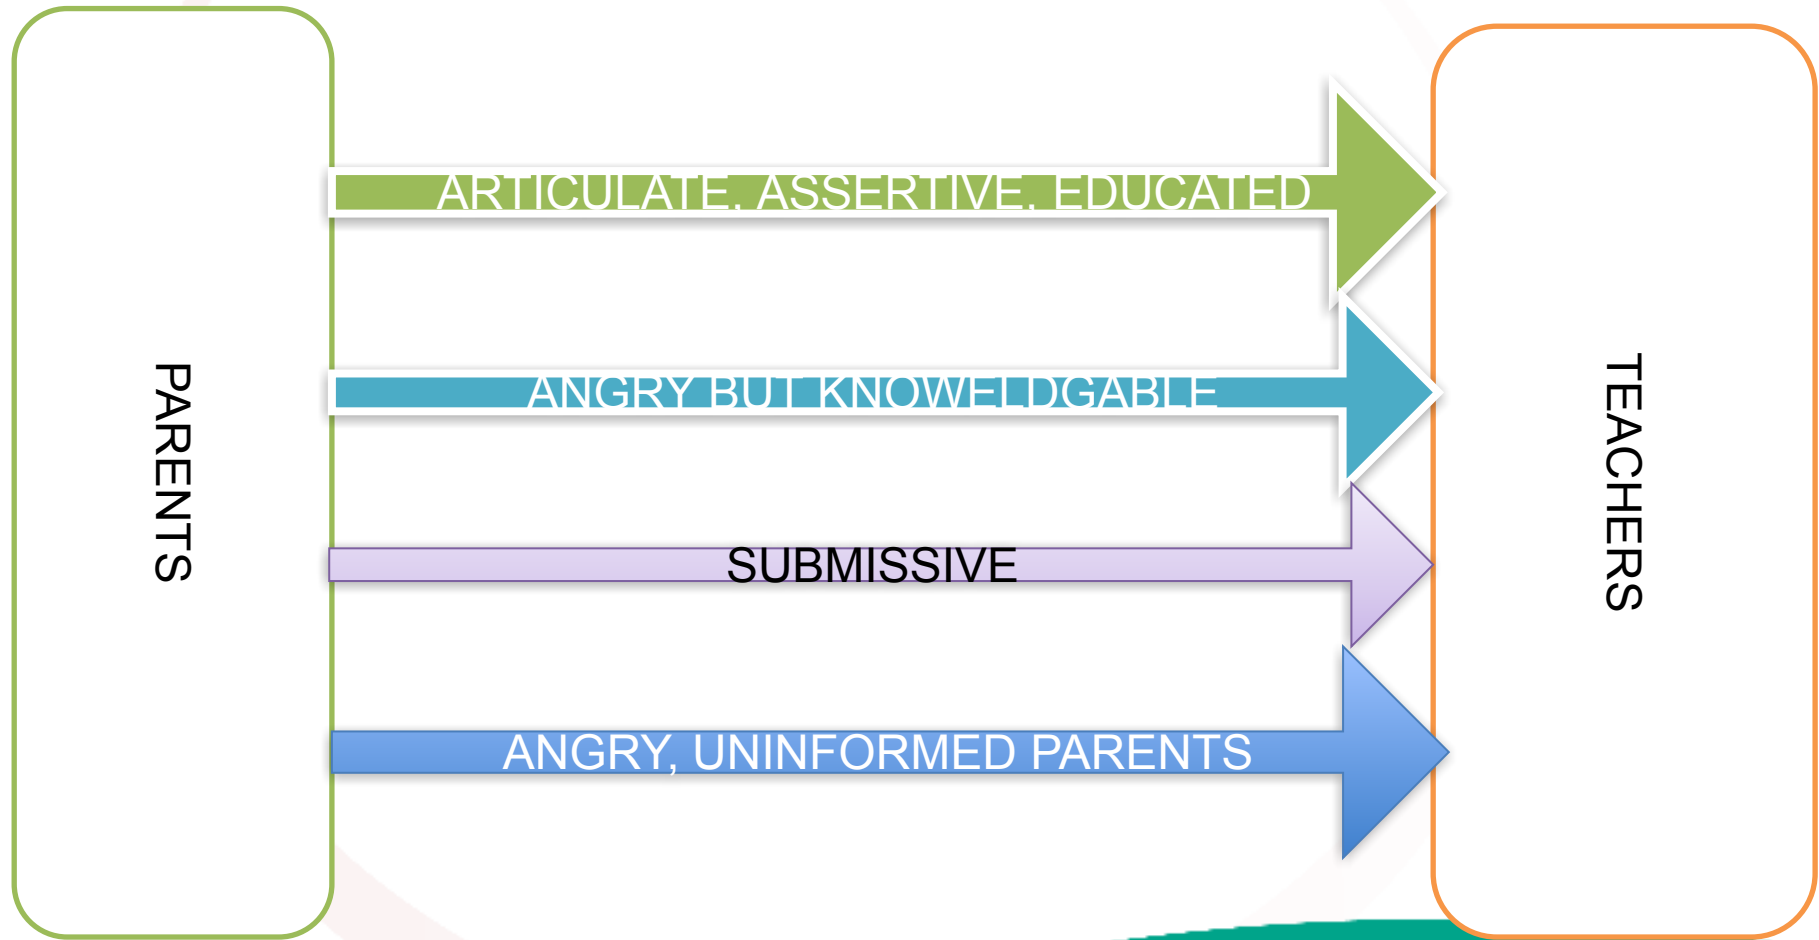 PARENTS
ARTICULATE, ASSERTIVE, EDUCATED
ANGRY BUT KNOWELDGABLE
SUBMISSIVE
ANGRY, UNINFORMED PARENTS
TEACHERS